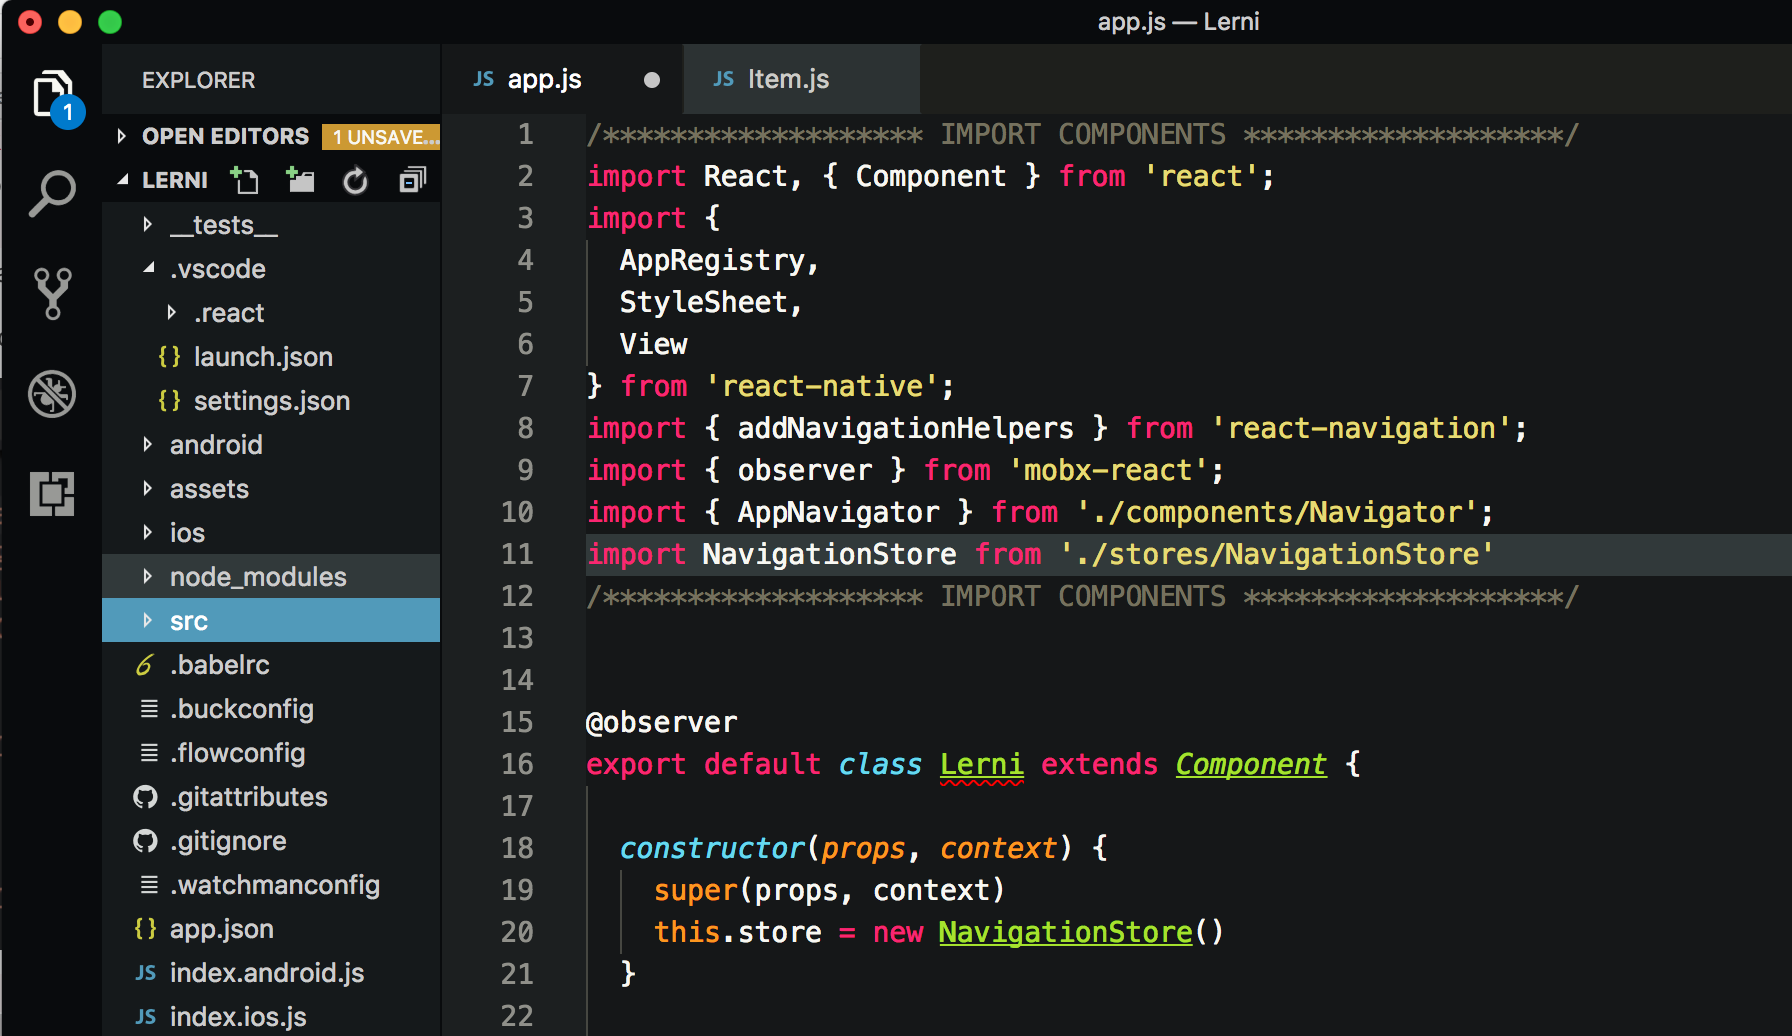 app.js — Lerni
EXPLORER
OPEN EDITORS 1 UNSAVE...
LERNI
__tests__
.vscode
.react
{} launch.json
{} settings.json
android
assets
ios
node_modules
src
.babelrc
.buckconfig
.flowconfig
.gitattributes
.gitignore
.watchmanconfig
{} app.json
JS index.android.js
JS index.ios.js
1
JS app.js
JS Item.js
1 /******************* IMPORT COMPONENTS *******************/
2 import React, { Component } from 'react';
3 import {
4 AppRegistry,
5 StyleSheet,
6 View
7 } from 'react-native';
8 import { addNavigationHelpers } from 'react-navigation';
9 import { observer } from 'mobx-react';
10 import { AppNavigator } from './components/Navigator';
11 import NavigationStore from './stores/NavigationStore'
12 /******************* IMPORT COMPONENTS *******************/
13
14
15 @observer
16 export default class Lerni extends Component {
17
18 constructor(props, context) {
19 super(props, context)
20 this.store = new NavigationStore()
21 }
22